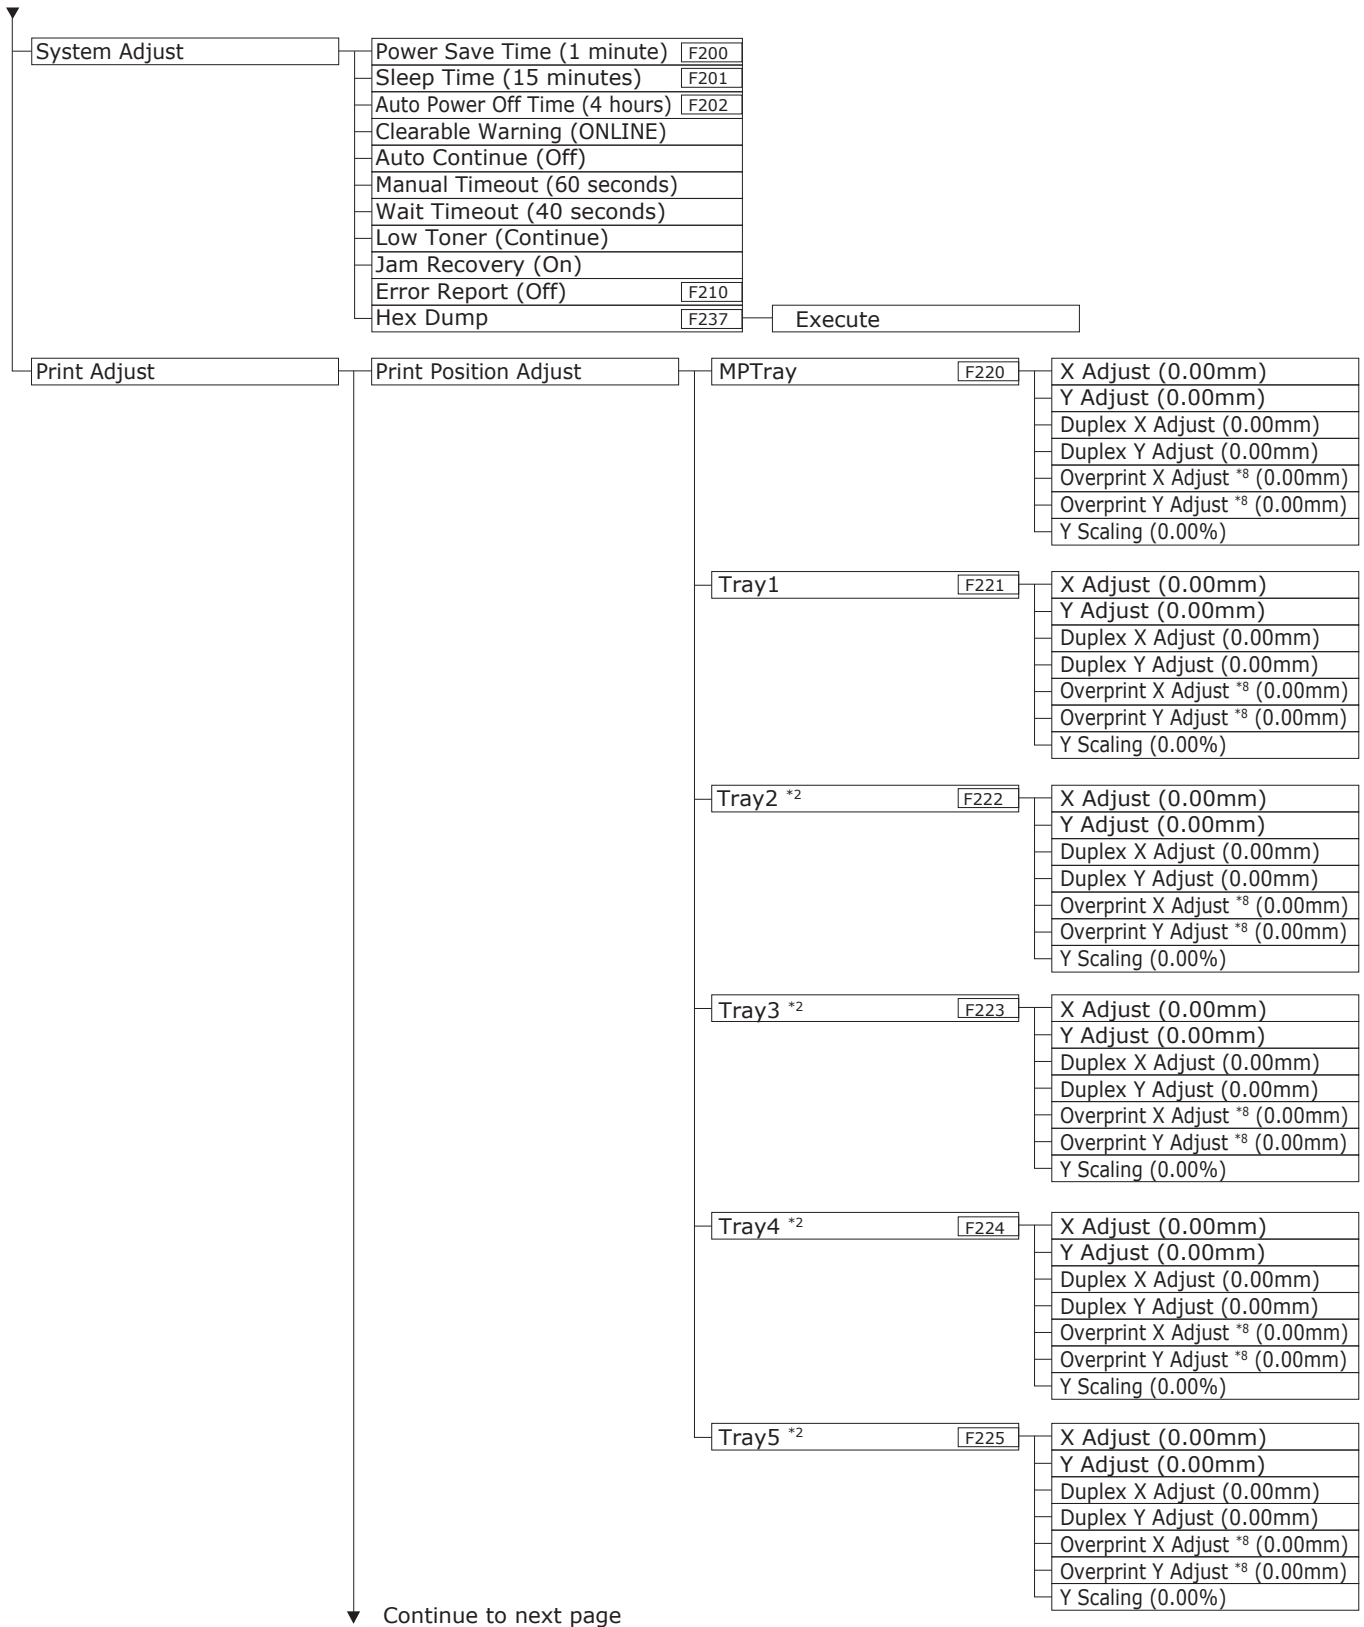 System Adjust
Power Save Time (1 minute) F200
Sleep Time (15 minutes) F201
Auto Power Off Time (4 hours) F202
Clearable Warning (ONLINE)
Auto Continue (Off)
Manual Timeout (60 seconds)
Wait Timeout (40 seconds)
Low Toner (Continue)
Jam Recovery (On)
Error Report (Off) F210
Hex Dump F237 Execute
Print Adjust
Print Position Adjust
MPTray F220
X Adjust (0.00mm)
Y Adjust (0.00mm)
Duplex X Adjust (0.00mm)
Duplex Y Adjust (0.00mm)
Overprint X Adjust *8 (0.00mm)
Overprint Y Adjust *8 (0.00mm)
Y Scaling (0.00%)
Tray1 F221
X Adjust (0.00mm)
Y Adjust (0.00mm)
Duplex X Adjust (0.00mm)
Duplex Y Adjust (0.00mm)
Overprint X Adjust *8 (0.00mm)
Overprint Y Adjust *8 (0.00mm)
Y Scaling (0.00%)
Tray2 *2 F222
X Adjust (0.00mm)
Y Adjust (0.00mm)
Duplex X Adjust (0.00mm)
Duplex Y Adjust (0.00mm)
Overprint X Adjust *8 (0.00mm)
Overprint Y Adjust *8 (0.00mm)
Y Scaling (0.00%)
Tray3 *2 F223
X Adjust (0.00mm)
Y Adjust (0.00mm)
Duplex X Adjust (0.00mm)
Duplex Y Adjust (0.00mm)
Overprint X Adjust *8 (0.00mm)
Overprint Y Adjust *8 (0.00mm)
Y Scaling (0.00%)
Tray4 *2 F224
X Adjust (0.00mm)
Y Adjust (0.00mm)
Duplex X Adjust (0.00mm)
Duplex Y Adjust (0.00mm)
Overprint X Adjust *8 (0.00mm)
Overprint Y Adjust *8 (0.00mm)
Y Scaling (0.00%)
Tray5 *2 F225
X Adjust (0.00mm)
Y Adjust (0.00mm)
Duplex X Adjust (0.00mm)
Duplex Y Adjust (0.00mm)
Overprint X Adjust *8 (0.00mm)
Overprint Y Adjust *8 (0.00mm)
Y Scaling (0.00%)
Continue to next page